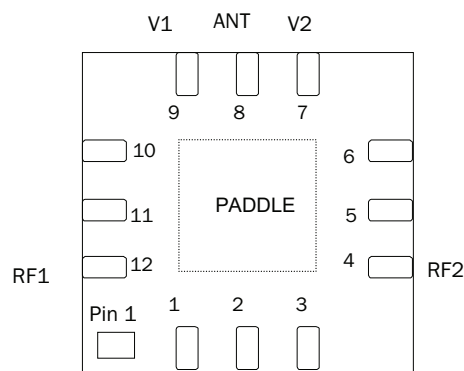 V1 ANT V2
9 8 7
10 6
11 PADDLE 5
12 4
RF1 RF2
Pin 1 1 2 3